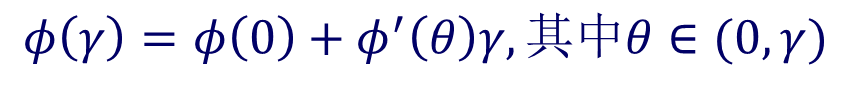 ϕ(γ) = ϕ(0) + ϕ′(θ)γ, 其中θ ∈ (0, γ)